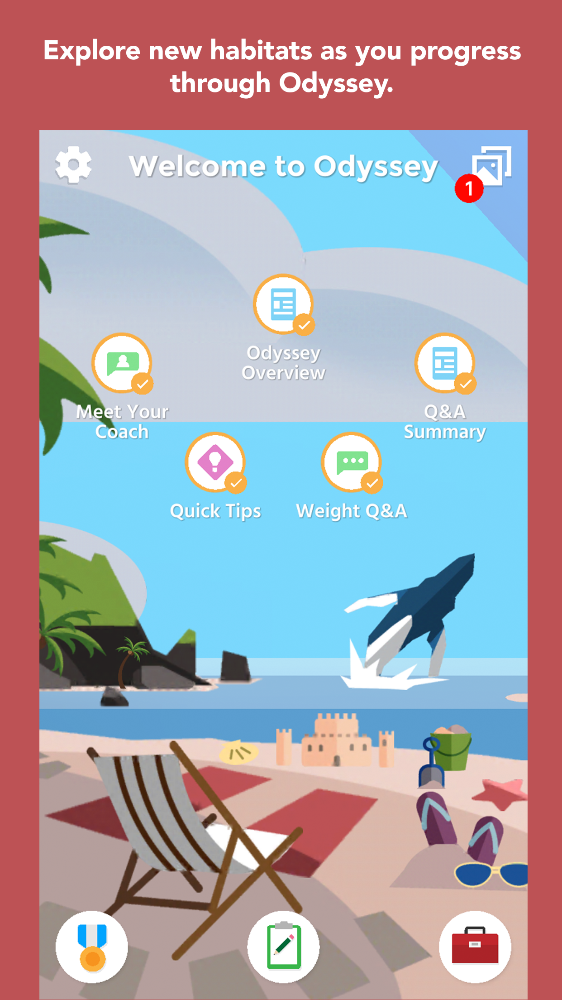 Explore new habitats as you progress
through Odyssey.
Welcome to Odyssey
1
Odyssey
Overview
Meet Your
Coach
Q&A
Summary
Quick Tips
Weight Q&A